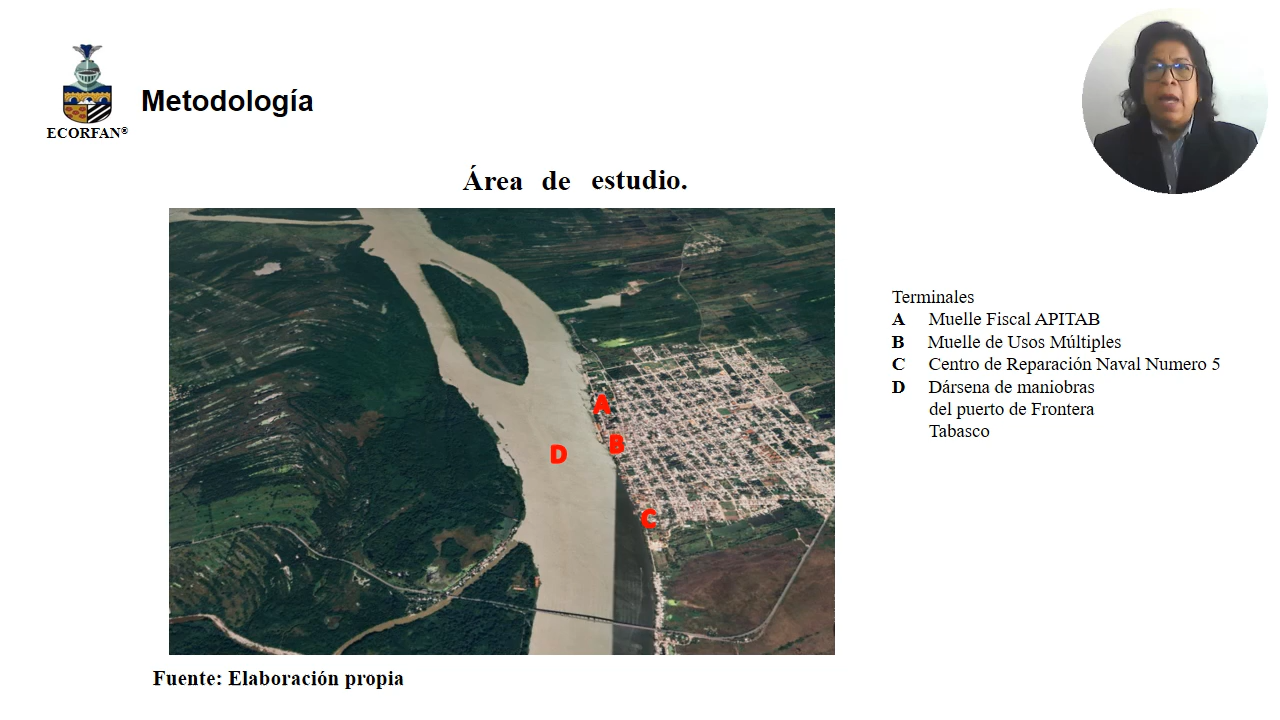 Metodología
ECORFAN®
Área de estudio.
A
B
D
C
Terminales
A Muelle Fiscal APITAB
B Muelle de Usos Múltiples
C Centro de Reparación Naval Numero 5
D Dársena de maniobras
del puerto de Frontera
Tabasco
Fuente: Elaboración propia